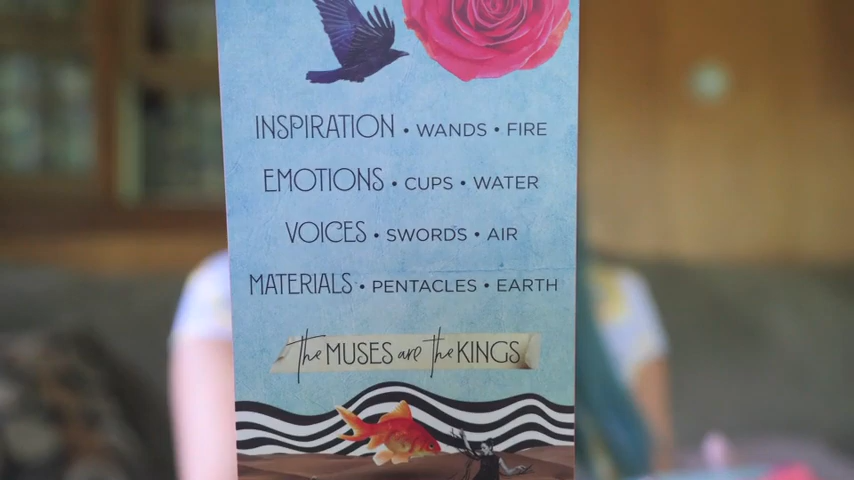 INSPIRATION • WANDS • FIRE
EMOTIONS • CUPS • WATER
VOICES • SWORDS • AIR
MATERIALS • PENTACLES • EARTH
the MUSES are the KINGS